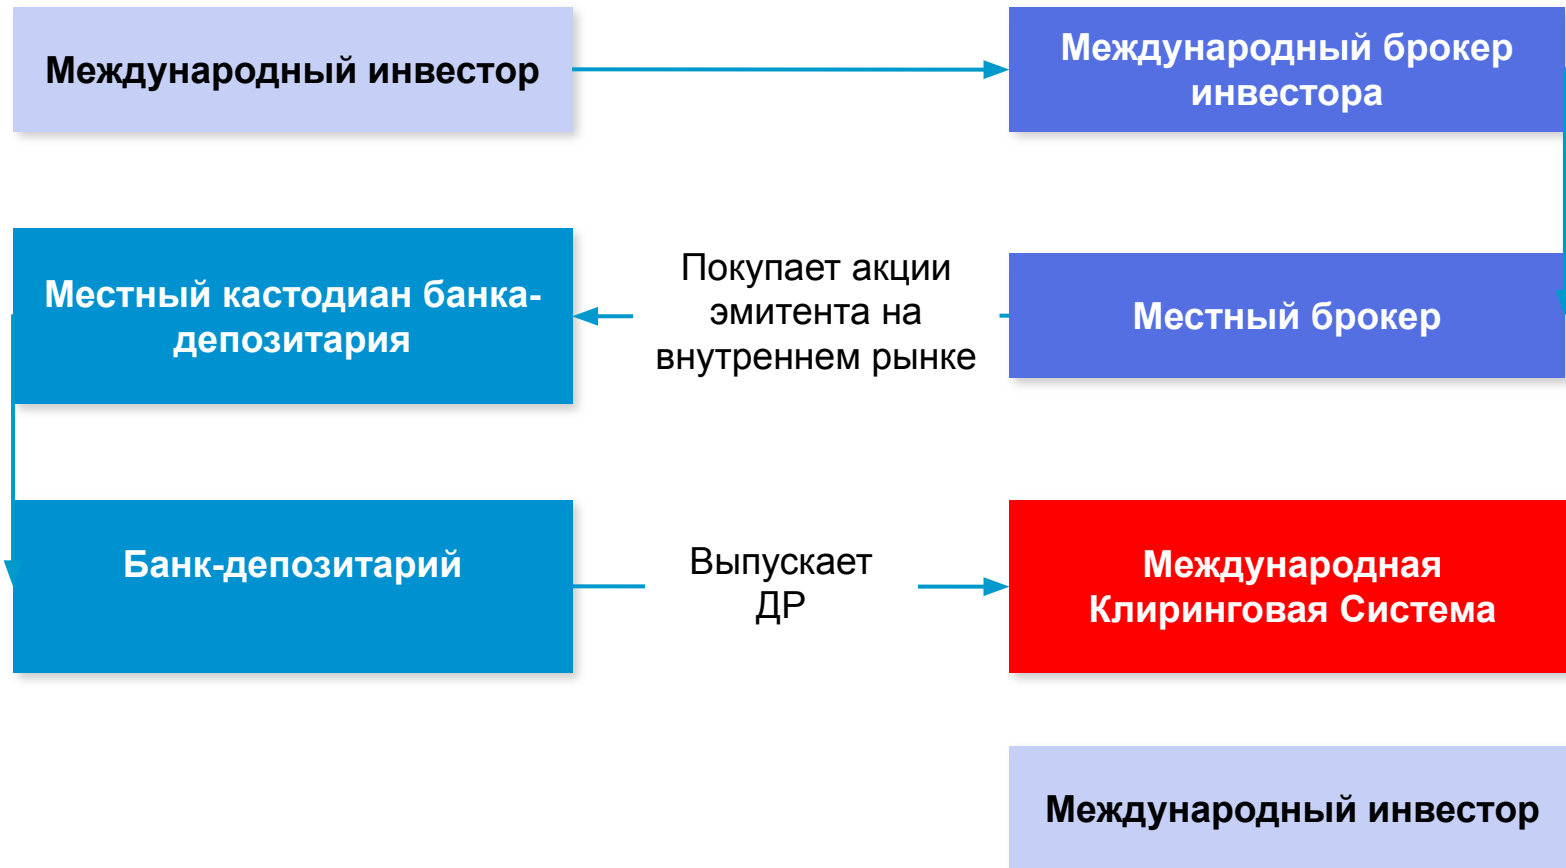 Международный инвестор
Международный брокер
инвестора
Местный кастодиан банка-
депозитария
Покупает акции
эмитента на
внутреннем рынке
Местный брокер
Банк-депозитарий
Выпускает
ДР
Международная
Клиринговая Система
Международный инвестор